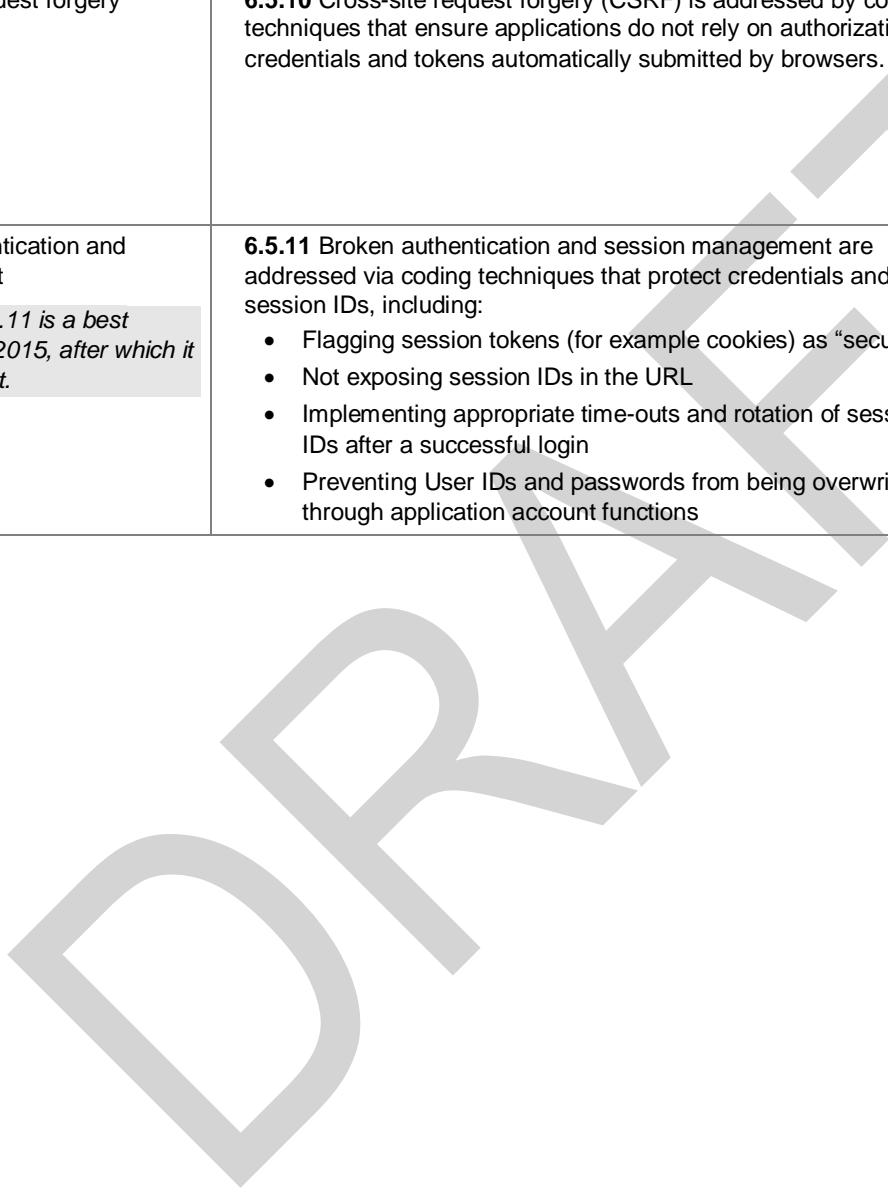 uest forgery
6.5.10 Cross-site request forgery (CSRF) is addressed by co
techniques that ensure applications do not rely on authorizati
credentials and tokens automatically submitted by browsers.
tication and
t
.11 is a best
2015, after which it
t.
6.5.11 Broken authentication and session management are
addressed via coding techniques that protect credentials and
session IDs, including:
• Flagging session tokens (for example cookies) as “secu
• Not exposing session IDs in the URL
• Implementing appropriate time-outs and rotation of sess
IDs after a successful login
• Preventing User IDs and passwords from being overwri
through application account functions
DRAFT